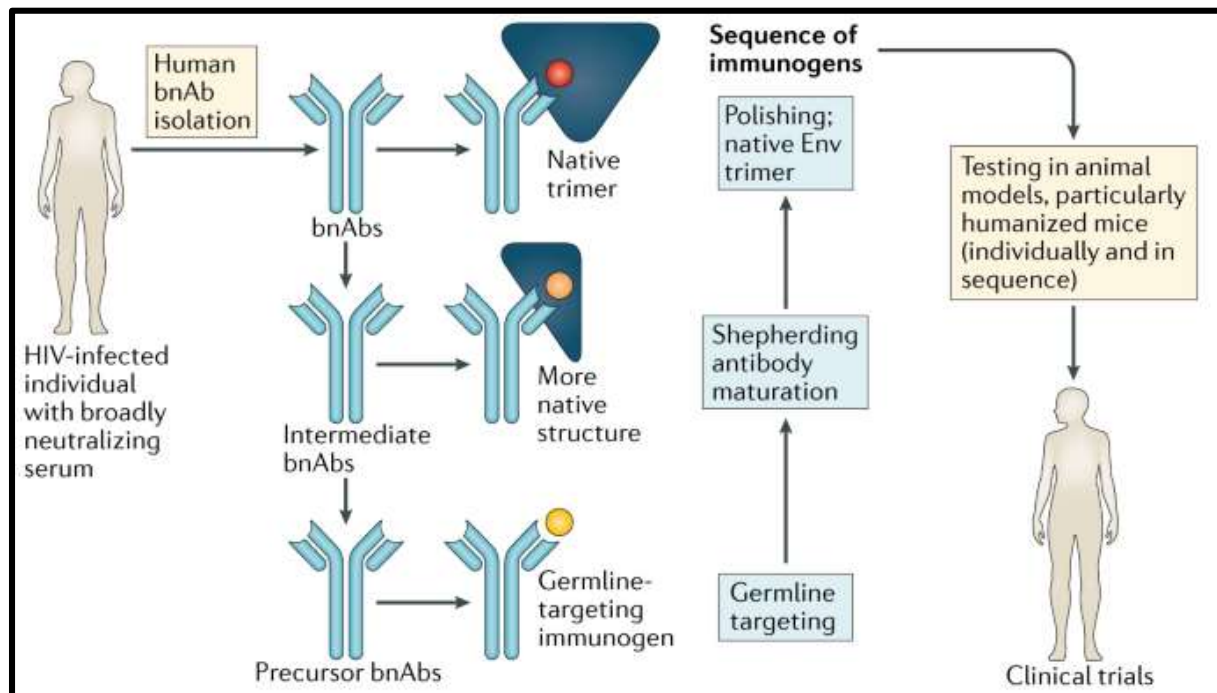 Human
bnAb
isolation
HIV-infected
individual
with broadly
neutralizing
serum
bnAbs
Native
trimer
Intermediate
bnAbs
More
native
structure
Precursor bnAbs
Germline-
targeting
immunogen
Sequence of
immunogens
Polishing;
native Env
trimer
Shepherding
antibody
maturation
Germline
targeting
Testing in animal
models, particularly
humanized mice
(individually and in
sequence)
Clinical trials